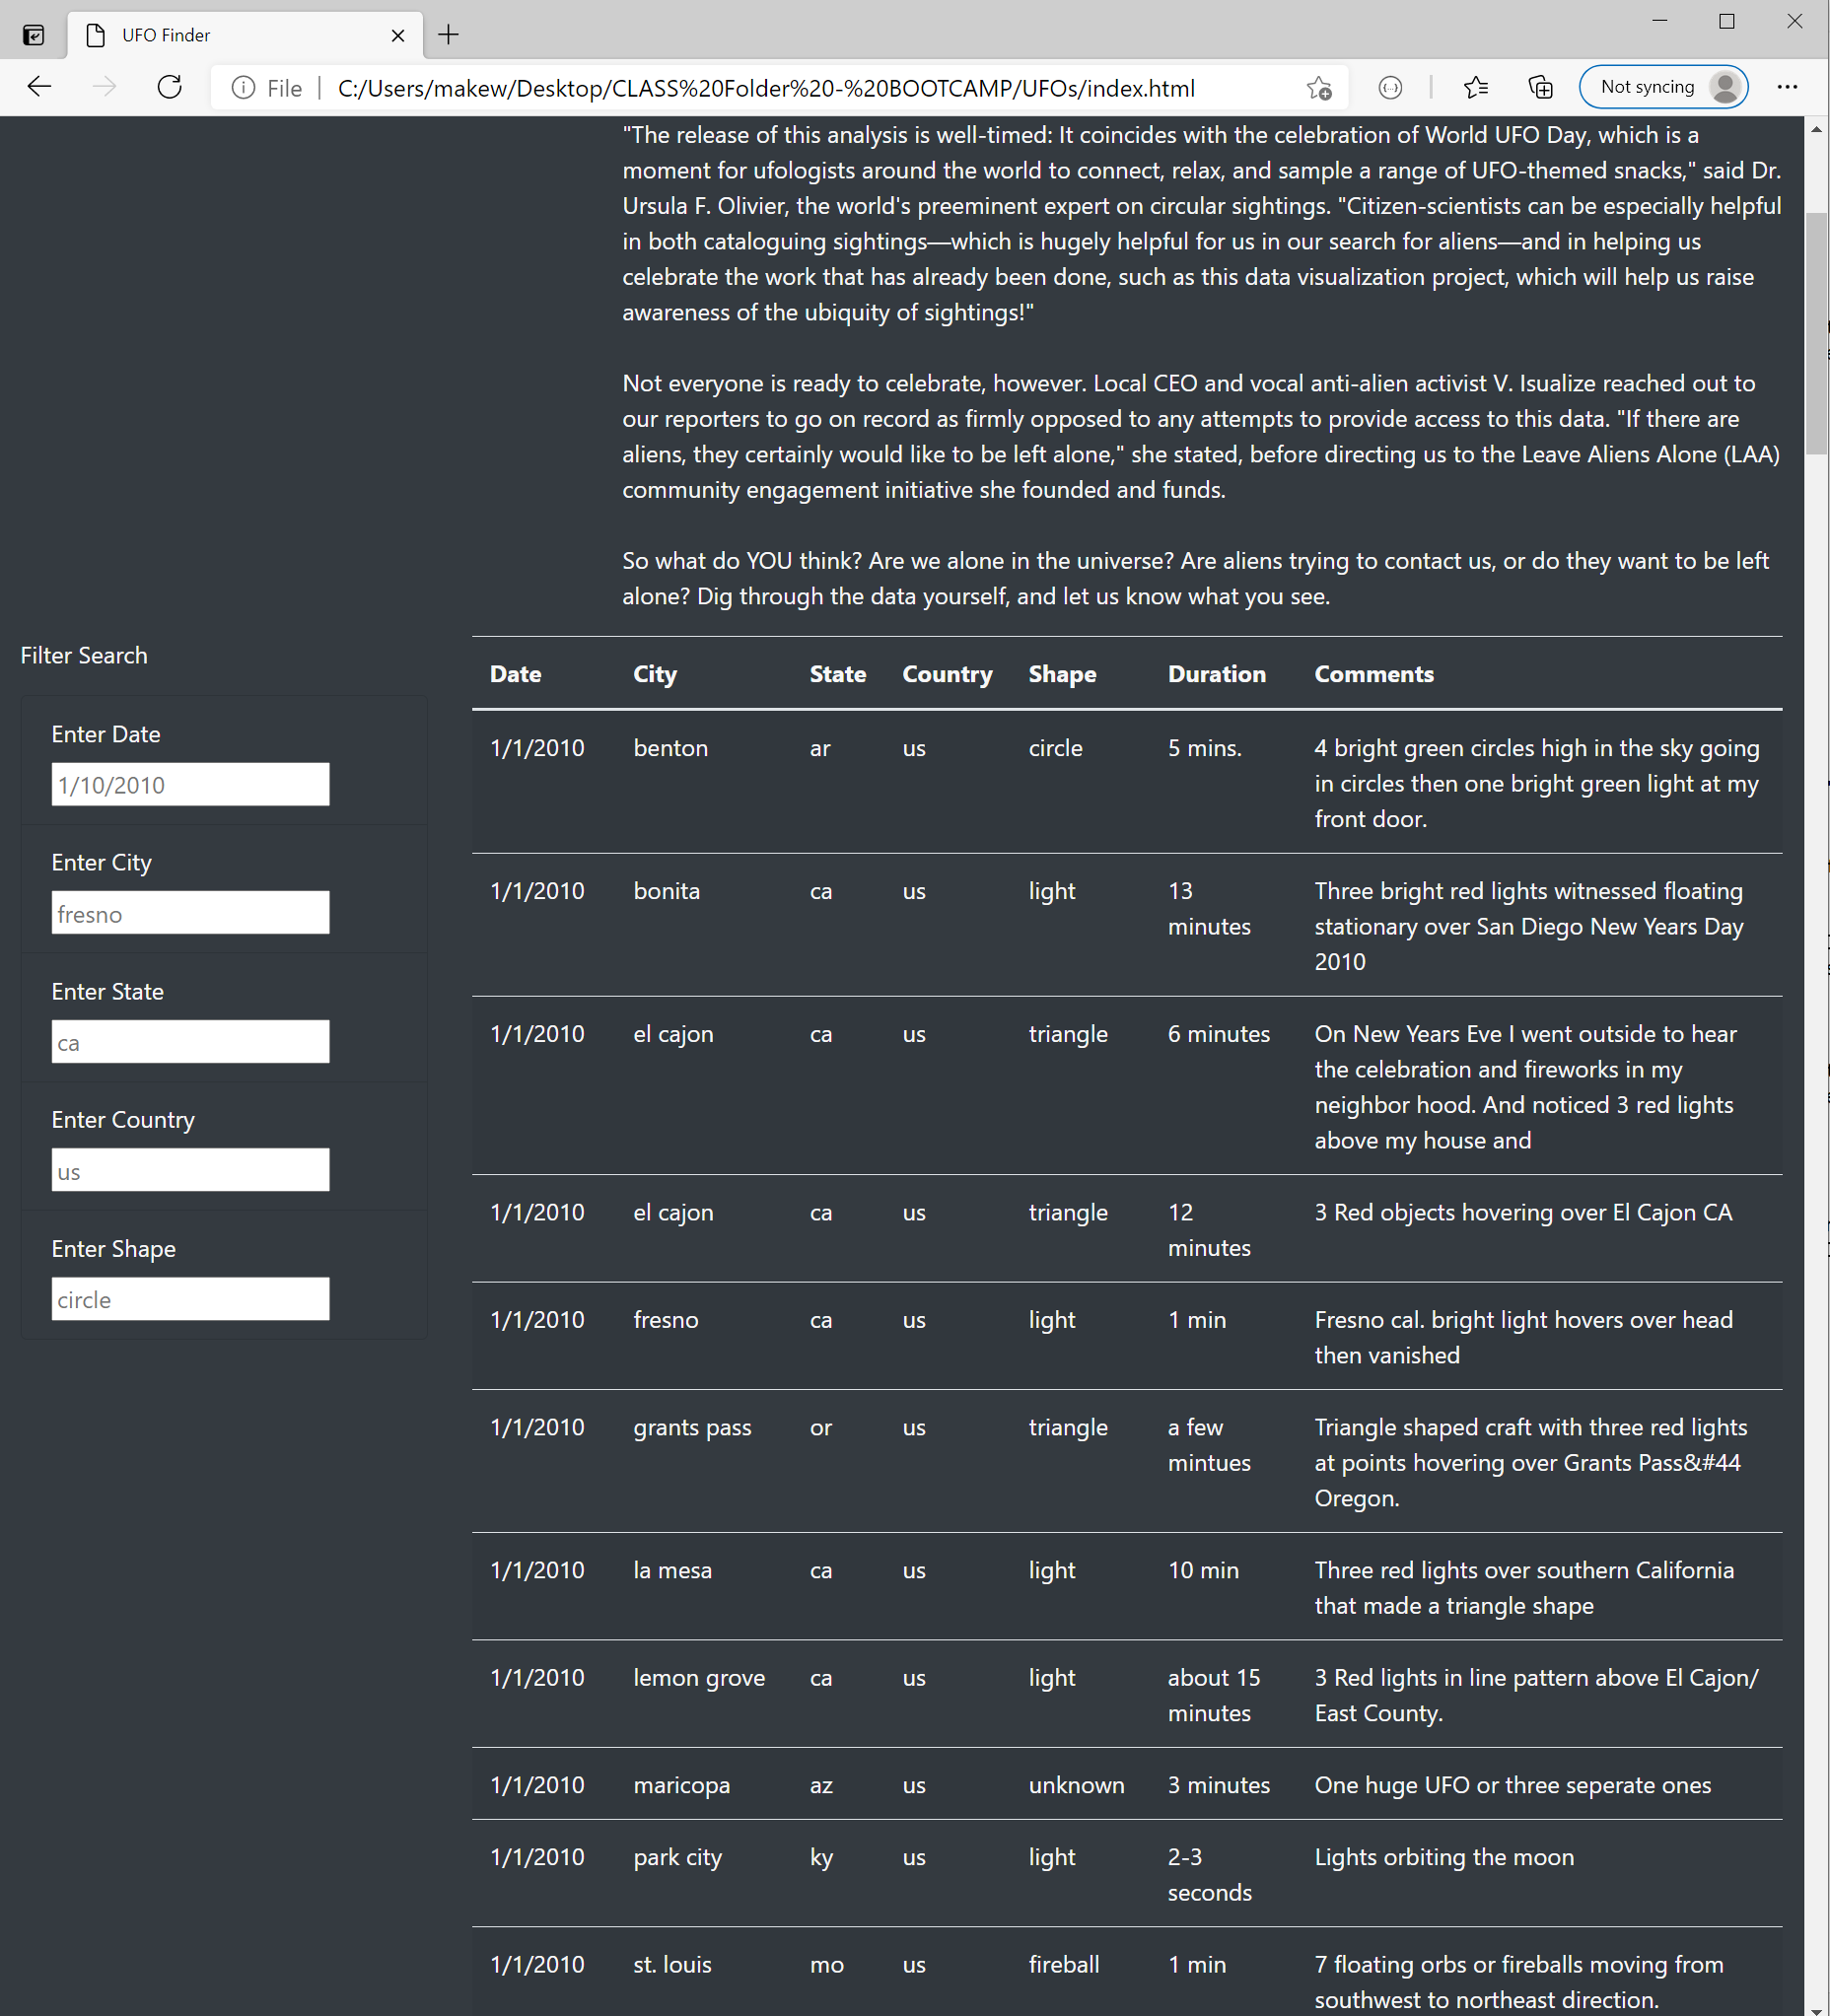 UFO Finder
File | C:/Users/makew/Desktop/CLASS%20Folder%20-%20BOOTCAMP/UFOs/index.html
Not syncing
"The release of this analysis is well-timed: It coincides with the celebration of World UFO Day, which is a
moment for ufologists around the world to connect, relax, and sample a range of UFO-themed snacks," said Dr.
Ursula F. Olivier, the world's preeminent expert on circular sightings. "Citizen-scientists can be especially helpful
in both cataloguing sightings—which is hugely helpful for us in our search for aliens—and in helping us
celebrate the work that has already been done, such as this data visualization project, which will help us raise
awareness of the ubiquity of sightings!"
Not everyone is ready to celebrate, however. Local CEO and vocal anti-alien activist V. Isualize reached out to
our reporters to go on record as firmly opposed to any attempts to provide access to this data. "If there are
aliens, they certainly would like to be left alone," she stated, before directing us to the Leave Aliens Alone (LAA)
community engagement initiative she founded and funds.
So what do YOU think? Are we alone in the universe? Are aliens trying to contact us, or do they want to be left
alone? Dig through the data yourself, and let us know what you see.
Filter Search
Enter Date
1/10/2010
Enter City
fresno
Enter State
ca
Enter Country
us
Enter Shape
circle
Date City State Country Shape Duration Comments
1/1/2010 benton ar us circle 5 mins. 4 bright green circles high in the sky going
in circles then one bright green light at my
front door.
1/1/2010 bonita ca us light 13 Three bright red lights witnessed floating
minutes stationary over San Diego New Years Day
2010
1/1/2010 el cajon ca us triangle 6 minutes On New Years Eve I went outside to hear
the celebration and fireworks in my
neighbor hood. And noticed 3 red lights
above my house and
1/1/2010 el cajon ca us triangle 12 3 Red objects hovering over El Cajon CA
minutes
1/1/2010 fresno ca us light 1 min Fresno cal. bright light hovers over head
then vanished
1/1/2010 grants pass or us triangle a few Triangle shaped craft with three red lights
mintues at points hovering over Grants Pass&#44
Oregon.
1/1/2010 la mesa ca us light 10 min Three red lights over southern California
that made a triangle shape
1/1/2010 lemon grove ca us light about 15 3 Red lights in line pattern above El Cajon/
minutes East County.
1/1/2010 maricopa az us unknown 3 minutes One huge UFO or three seperate ones
1/1/2010 park city ky us light 2-3 Lights orbiting the moon
seconds
1/1/2010 st. louis mo us fireball 1 min 7 floating orbs or fireballs moving from
southwest to northeast direction.